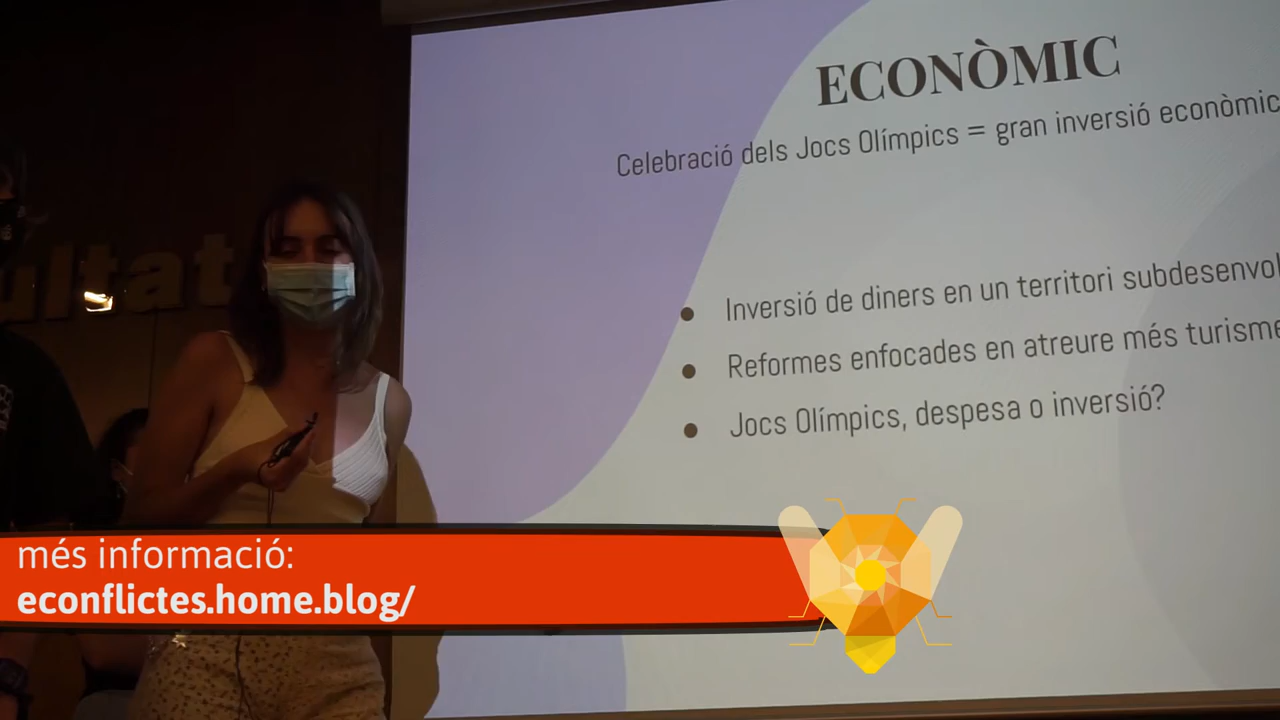 ECONÒMIC
Celebració dels Jocs Olímpics = gran inversió econòmic
Inversió de diners en un territori subdesenvol
Reformes enfocades en atreure més turisme
Jocs Olímpics, despesa o inversió?
ultat
més informació:
econflictes.home.blog/